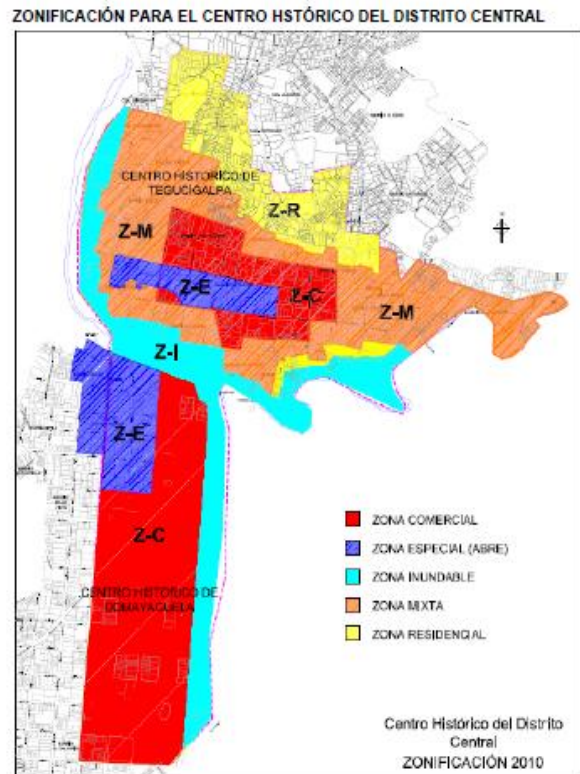 ZONIFICACIÓN PARA EL CENTRO HSTÓRICO DEL DISTRITO CENTRAL
CENTRO HISTÓRICO DE
TEGUCIGALPA
Z-R
Z-M
Z-E
Z-C
Z-M
Z-I
Z-E
Z-C
CENTRO HISTÓRICO DE
COMAYAGUELA
ZONA COMERCIAL
ZONA ESPECIAL (ABRE)
ZONA INUNDABLE
ZONA MIXTA
ZONA RESIDENCIAL
Centro Histórico del Distrito
Central
ZONIFICACIÓN 2010